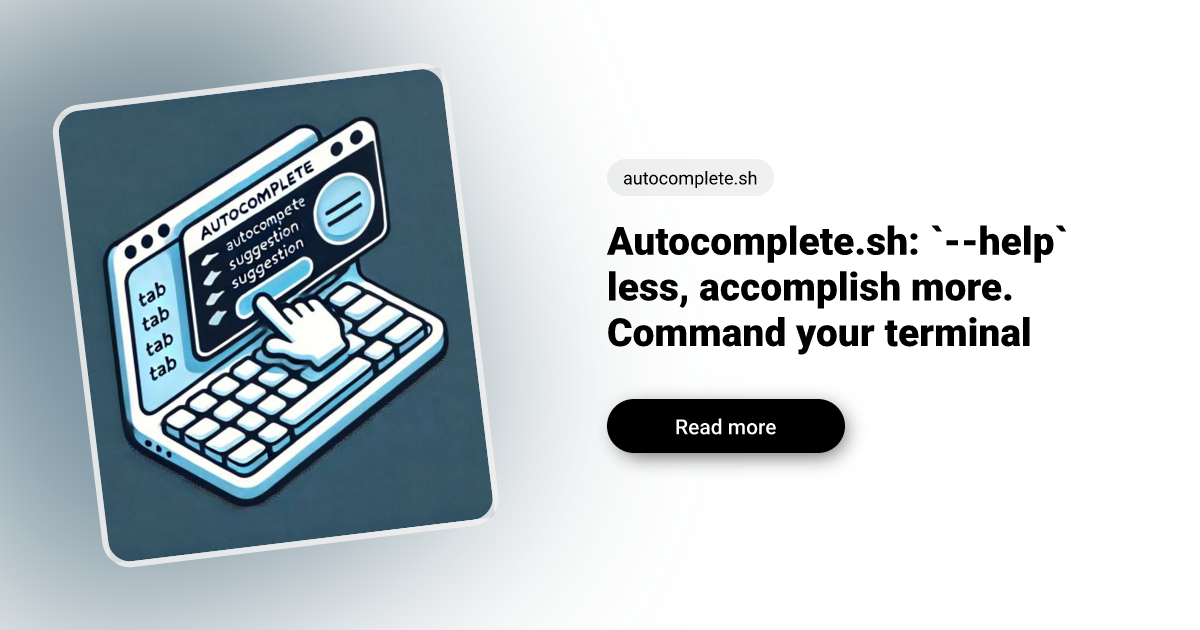 AUTOCOMPLETE
autocompete
suggestion
suggestion
tab
tab
tab
tab
autocomplete.sh
Autocomplete.sh: `--help`
less, accomplish more.
Command your terminal
Read more